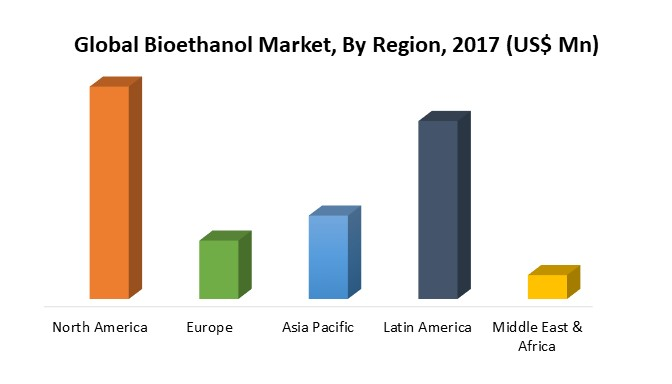 Global Bioethanol Market, By Region, 2017 (US$ Mn)
North America
Europe
Asia Pacific
Latin America
Middle East &
Africa